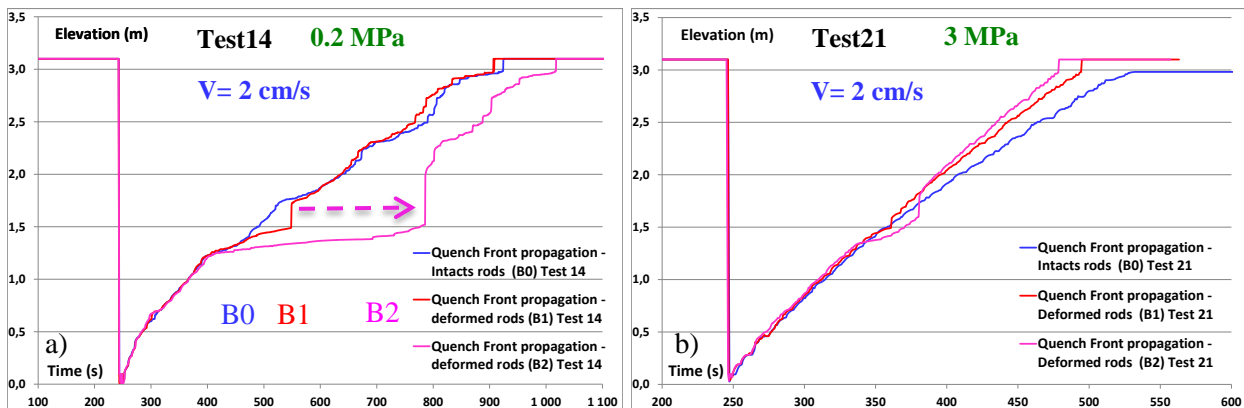 3,5
Elevation (m)
Test14
0.2 MPa
3,0
V= 2 cm/s
2,5
2,0
1,5
Quench Front propagation -
Intacts rods (B0) Test 14
1,0
B0
B1
B2
Quench Front propagation -
deformed rods (B1) Test 14
0,5
a)
Quench Front propagation -
deformed rods (B2) Test 14
Time (s)
0,0
100 200 300 400 500 600 700 800 900 1 000 1 100
3,5
Elevation (m)
Test21
3 MPa
3,0
V= 2 cm/s
2,5
2,0
1,5
Quench Front propagation -
Intacts rods (B0) Test 21
1,0
Quench Front propagation -
Deformed rods (B1) Test 21
0,5
b)
Quench Front propagation -
Deformed rods (B2) Test 21
Time (s)
0,0
200 250 300 350 400 450 500 550 600